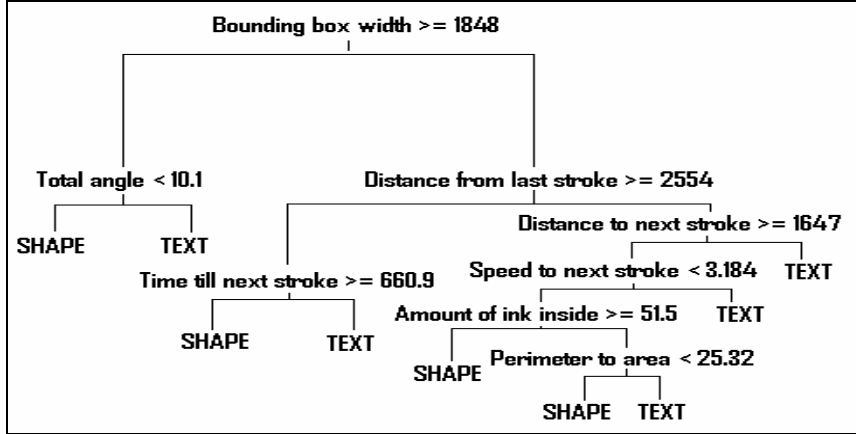 Bounding box width >= 1848
Total angle < 10.1
Distance from last stroke >= 2554
SHAPE
TEXT
Distance to next stroke >= 1647
Time till next stroke >= 660.9
Speed to next stroke < 3.184
TEXT
SHAPE
TEXT
Amount of ink inside >= 51.5
TEXT
SHAPE
Perimeter to area < 25.32
SHAPE
TEXT